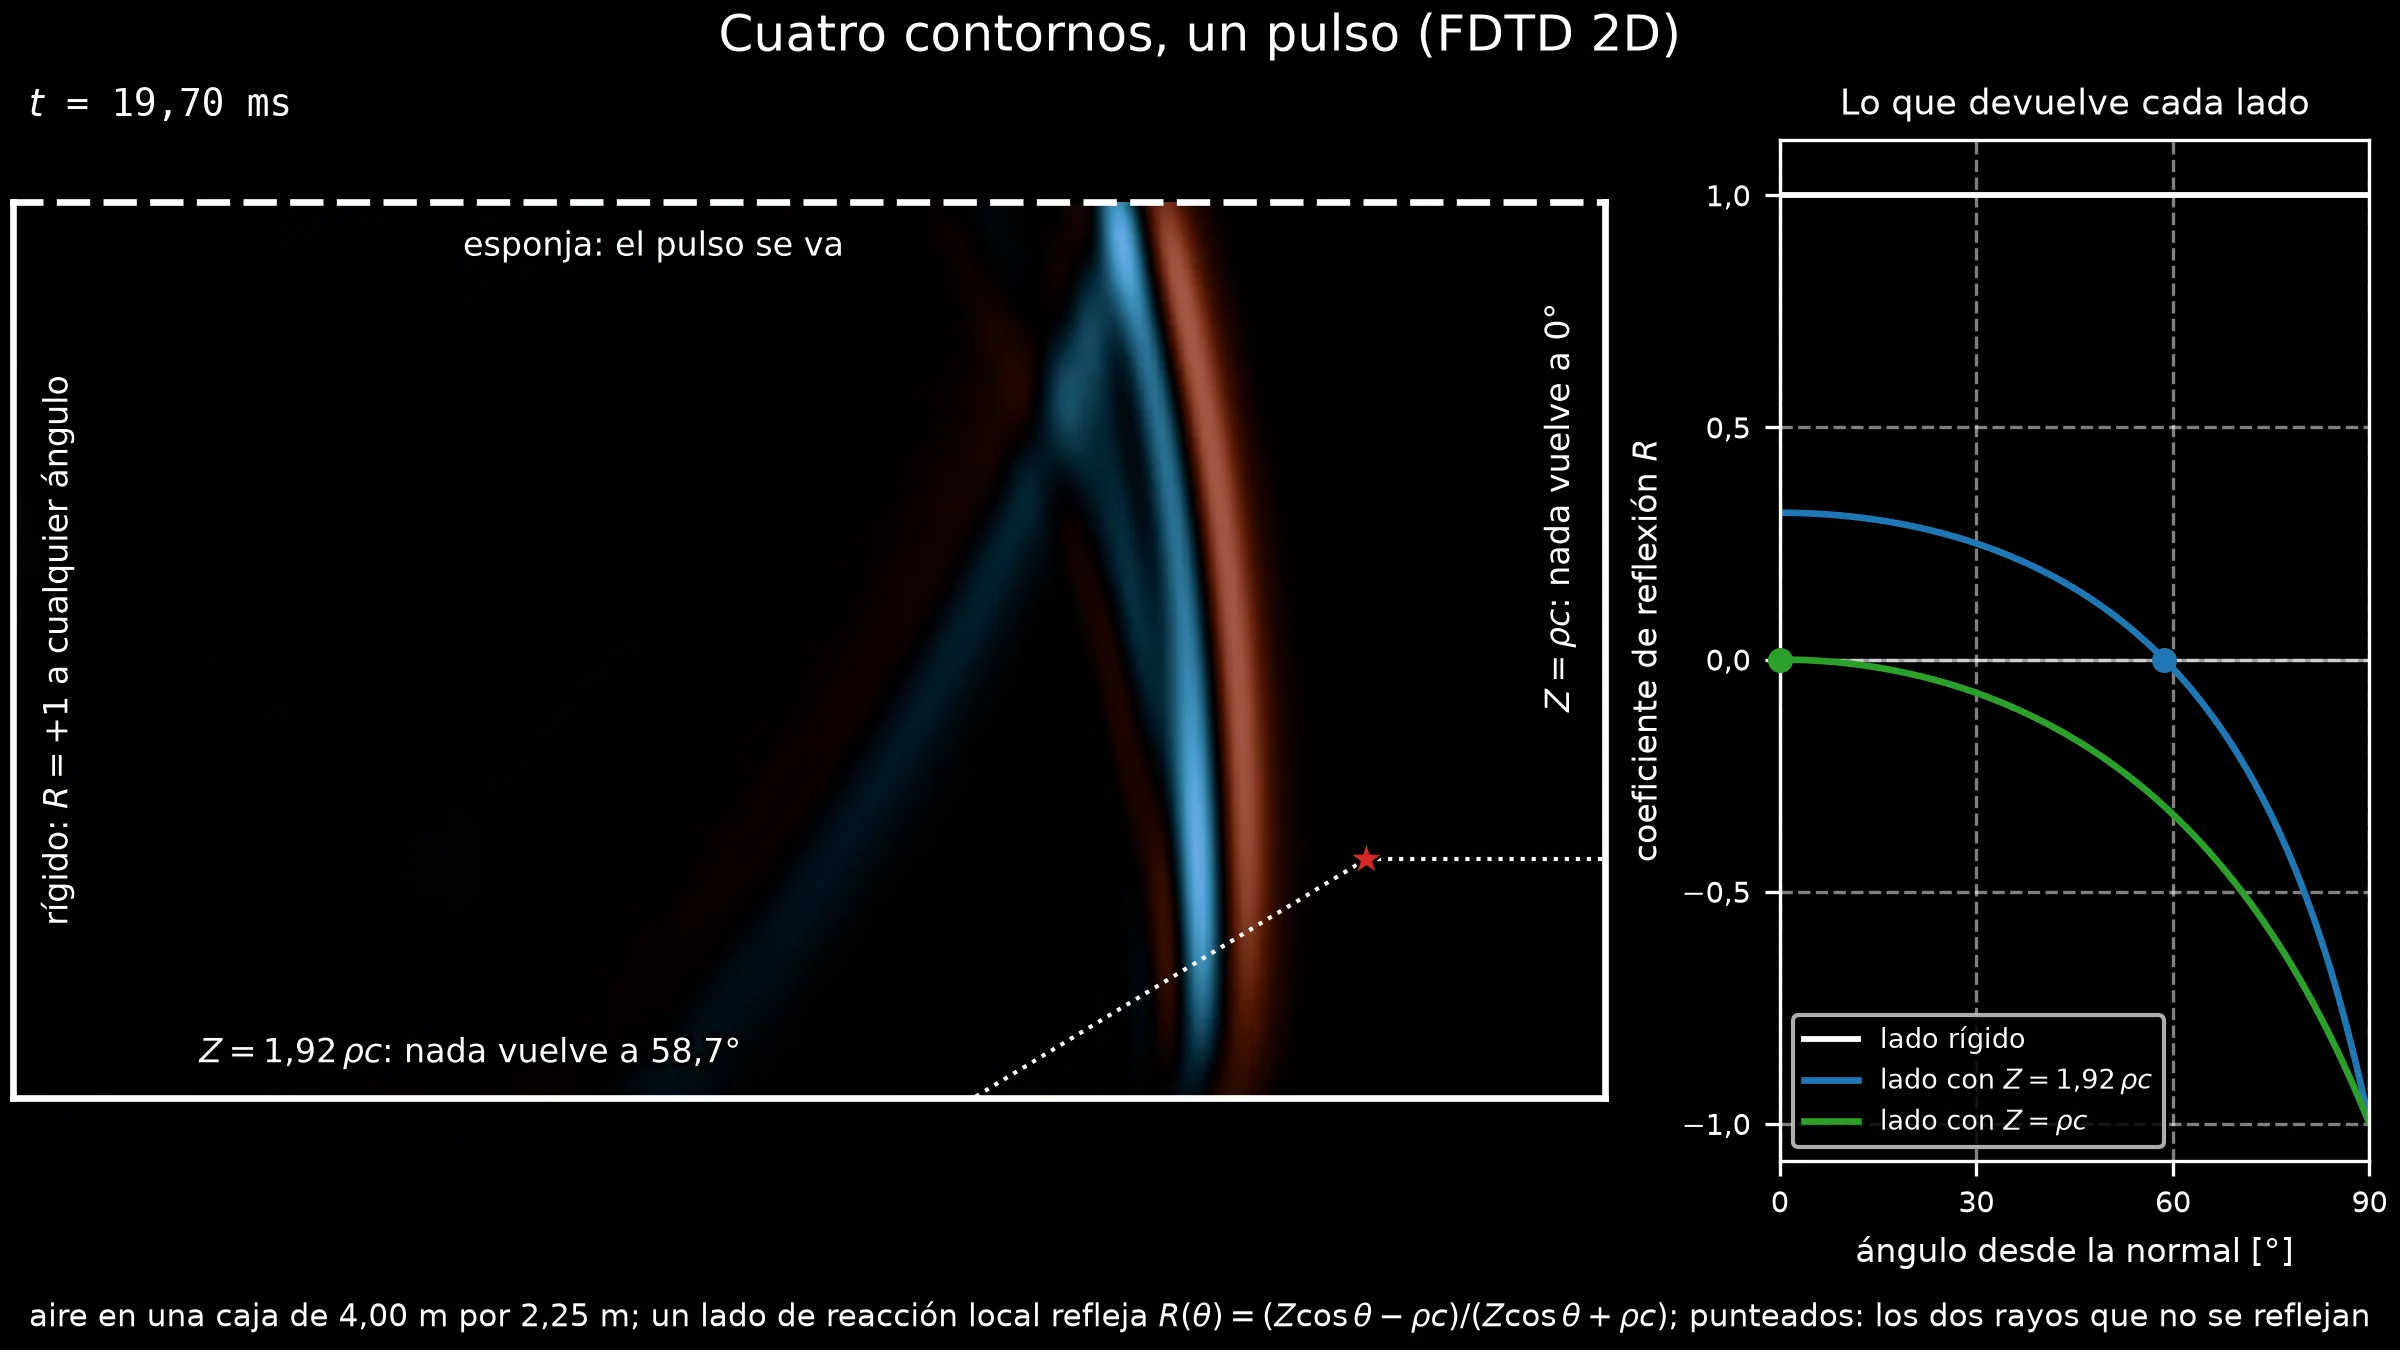 Cuatro contornos, un pulso (FDTD 2D)
t = 19,70 ms
esponja: el pulso se va
rígido: R = +1 a cualquier ángulo
Z = ρc: nada vuelve a 0°
Z = 1,92 ρc: nada vuelve a 58,7°
Lo que devuelve cada lado
coeficiente de reflexión R
1,0
0,5
0,0
−0,5
−1,0
lado rígido
lado con Z = 1,92 ρc
lado con Z = ρc
0 30 60 90
ángulo desde la normal [°]
aire en una caja de 4,00 m por 2,25 m; un lado de reacción local refleja R(θ) = (Zcos θ − ρc)/(Zcos θ + ρc); punteados: los dos rayos que no se reflejan